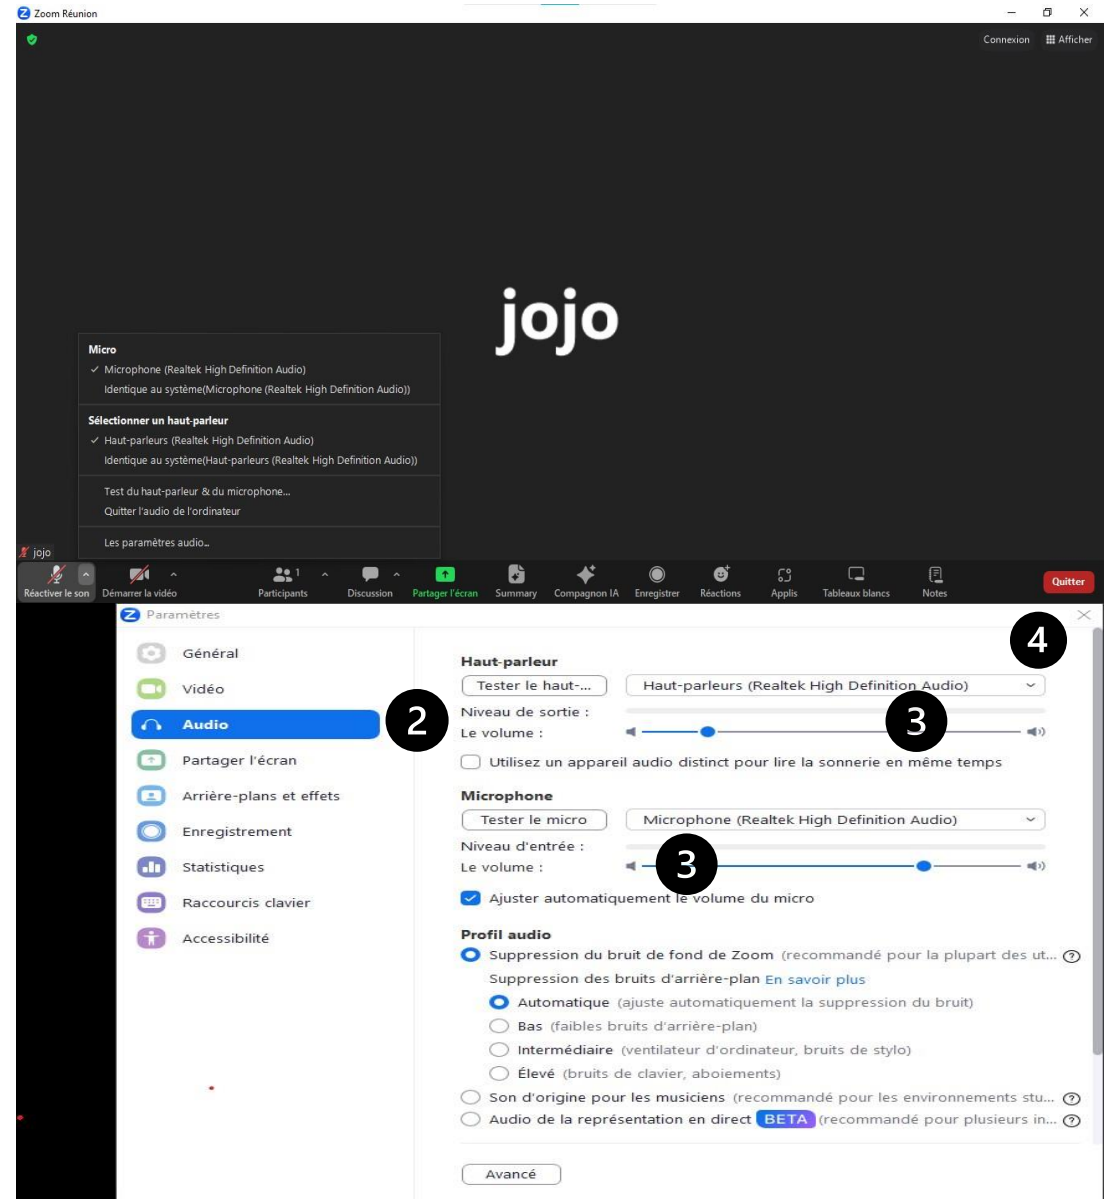 Zoom Réunion
Connexion Afficher
jojo
Micro
Microphone (Realtek High Definition Audio)
Identique au système(Microphone (Realtek High Definition Audio))
Sélectionner un haut-parleur
Haut-parleurs (Realtek High Definition Audio)
Identique au système(Haut-parleurs (Realtek High Definition Audio))
Test du haut-parleur & du microphone...
Quitter l'audio de l'ordinateur
Les paramètres audio...
jojo
1
Réactiver le son Démarrer la vidéo Participants Discussion Partager l'écran Summary Compagnon IA Enregistrer Réactions Applis Tableaux blancs Notes Quitter
Paramètres
4
Général
Vidéo
Audio
Partager l'écran
Arrière-plans et effets
Enregistrement
Statistiques
Raccourcis clavier
Accessibilité
2
Haut-parleur
Tester le haut-... Haut-parleurs (Realtek High Definition Audio)
Niveau de sortie :
3
Le volume :
Utilisez un appareil audio distinct pour lire la sonnerie en même temps
Microphone
Tester le micro Microphone (Realtek High Definition Audio)
Niveau d'entrée :
3
Le volume :
Ajuster automatiquement le volume du micro
Profil audio
Suppression du bruit de fond de Zoom (recommandé pour la plupart des ut...
Suppression des bruits d'arrière-plan En savoir plus
Automatique (ajuste automatiquement la suppression du bruit)
Bas (faibles bruits d'arrière-plan)
Intermédiaire (ventilateur d'ordinateur, bruits de stylo)
Élevé (bruits de clavier, aboiements)
Son d'origine pour les musiciens (recommandé pour les environnements stu...
Audio de la représentation en direct BETA (recommandé pour plusieurs in...
Avancé